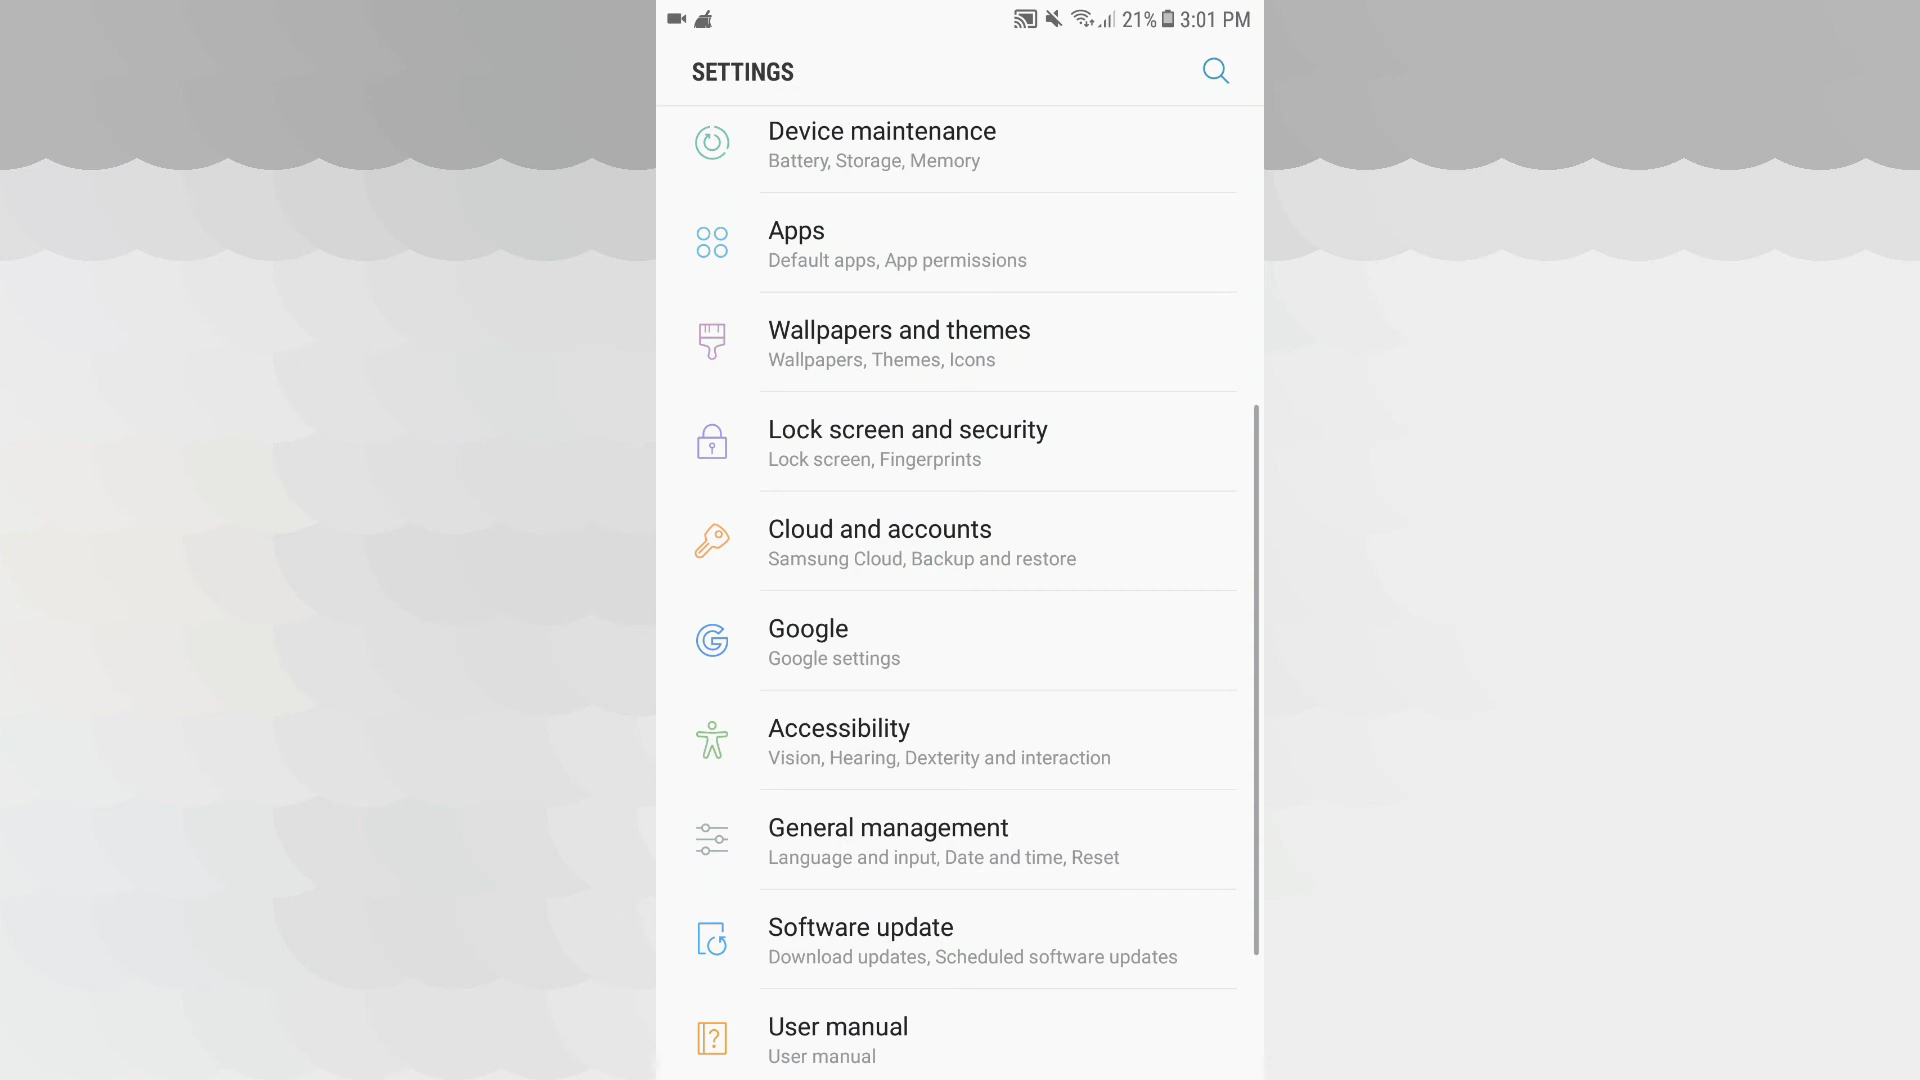 21% 3:01 PM
SETTINGS
Device maintenance
Battery, Storage, Memory
Apps
Default apps, App permissions
Wallpapers and themes
Wallpapers, Themes, Icons
Lock screen and security
Lock screen, Fingerprints
Cloud and accounts
Samsung Cloud, Backup and restore
Google
Google settings
Accessibility
Vision, Hearing, Dexterity and interaction
General management
Language and input, Date and time, Reset
Software update
Download updates, Scheduled software updates
User manual
User manual